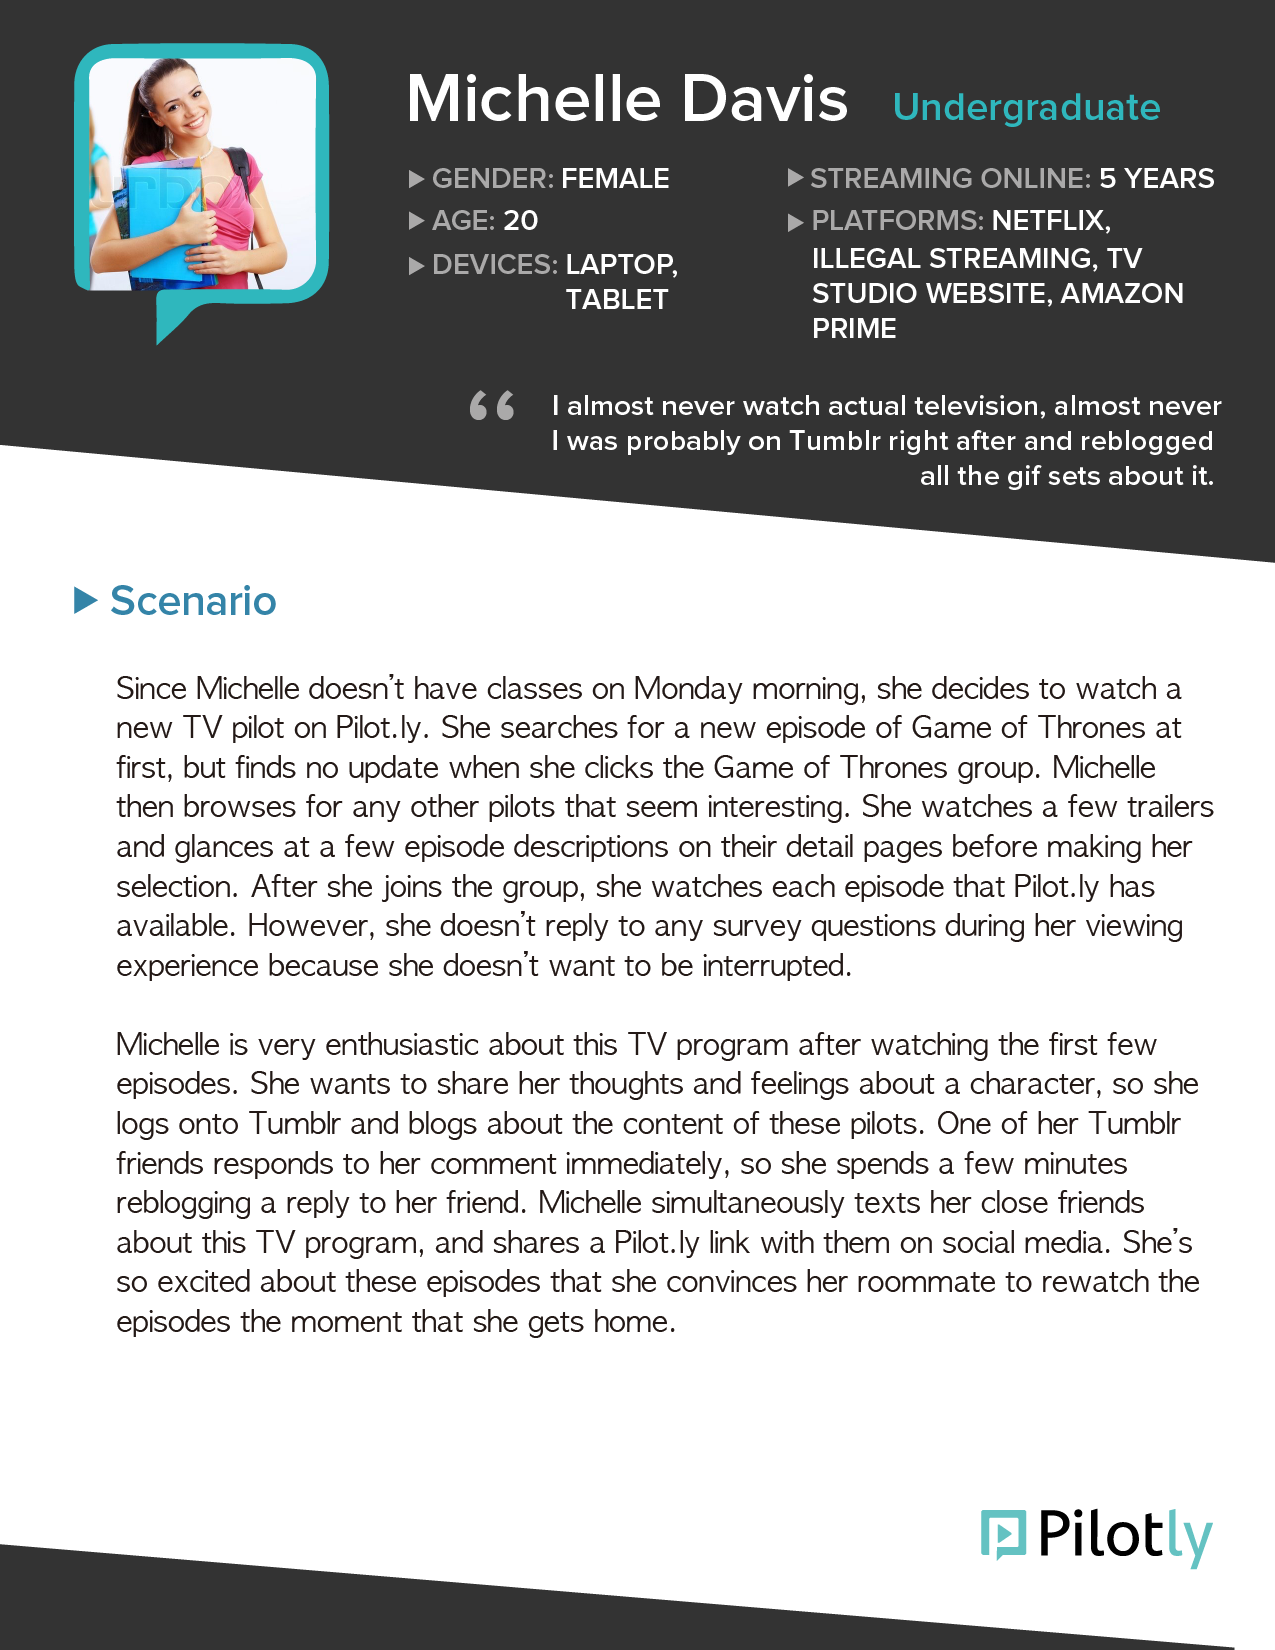 Michelle Davis Undergraduate
GENDER: FEMALE
AGE: 20
DEVICES: LAPTOP,
TABLET
STREAMING ONLINE: 5 YEARS
PLATFORMS: NETFLIX,
ILLEGAL STREAMING, TV
STUDIO WEBSITE, AMAZON
PRIME
“ I almost never watch actual television, almost never
I was probably on Tumblr right after and reblogged
all the gif sets about it.
Scenario
Since Michelle doesn’t have classes on Monday morning, she decides to watch a
new TV pilot on Pilot.ly. She searches for a new episode of Game of Thrones at
first, but finds no update when she clicks the Game of Thrones group. Michelle
then browses for any other pilots that seem interesting. She watches a few trailers
and glances at a few episode descriptions on their detail pages before making her
selection. After she joins the group, she watches each episode that Pilot.ly has
available. However, she doesn’t reply to any survey questions during her viewing
experience because she doesn’t want to be interrupted.
Michelle is very enthusiastic about this TV program after watching the first few
episodes. She wants to share her thoughts and feelings about a character, so she
logs onto Tumblr and blogs about the content of these pilots. One of her Tumblr
friends responds to her comment immediately, so she spends a few minutes
reblogging a reply to her friend. Michelle simultaneously texts her close friends
about this TV program, and shares a Pilot.ly link with them on social media. She’s
so excited about these episodes that she convinces her roommate to rewatch the
episodes the moment that she gets home.
Pilotly